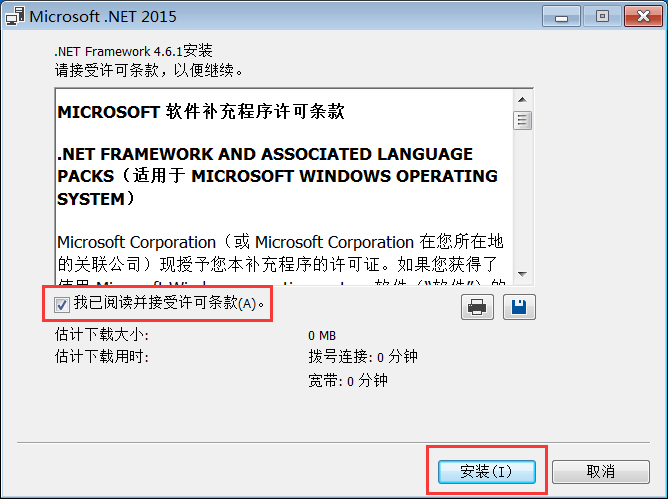 Microsoft .NET 2015
.NET Framework 4.6.1安装
请接受许可条款，以便继续。
MICROSOFT 软件补充程序许可条款
.NET FRAMEWORK AND ASSOCIATED LANGUAGE
PACKS（适用于 MICROSOFT WINDOWS OPERATING
SYSTEM）
Microsoft Corporation（或 Microsoft Corporation 在您所在地
的关联公司）现授予您本补充程序的许可证。如果您获得了
我已阅读并接受许可条款(A)。
估计下载大小: 0 MB
估计下载用时: 拨号连接: 0 分钟
宽带: 0 分钟
安装(I) 取消